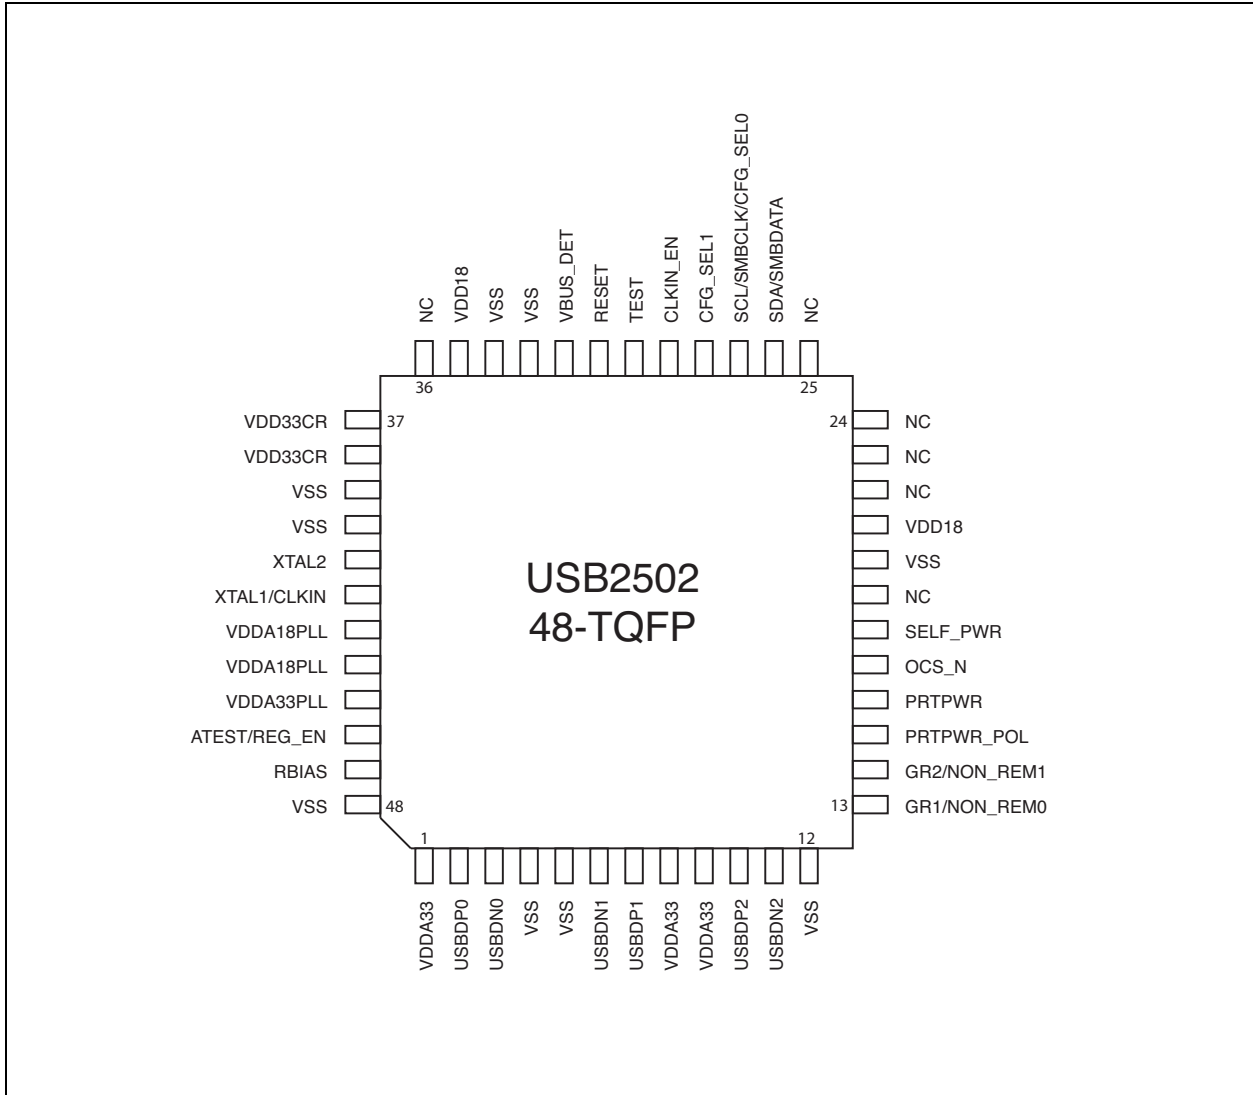 NC
VDD18
VSS
VSS
VBUS_DET
RESET
TEST
CLKIN_EN
CFG_SEL1
SCL/SMBCLK/CFG_SEL0
SDA/SMBDATA
NC
36
25
VDD33CR
37
24
NC
VDD33CR
NC
VSS
NC
VSS
VDD18
XTAL2
VSS
XTAL1/CLKIN
NC
USB2502
48-TQFP
VDDA18PLL
SELF_PWR
VDDA18PLL
OCS_N
VDDA33PLL
PRTPWR
ATEST/REG_EN
PRTPWR_POL
RBIAS
GR2/NON_REM1
VSS
48
13
GR1/NON_REM0
1
12
VDDA33
USBDP0
USBDN0
VSS
VSS
USBDN1
USBDP1
VDDA33
VDDA33
USBDP2
USBDN2
VSS